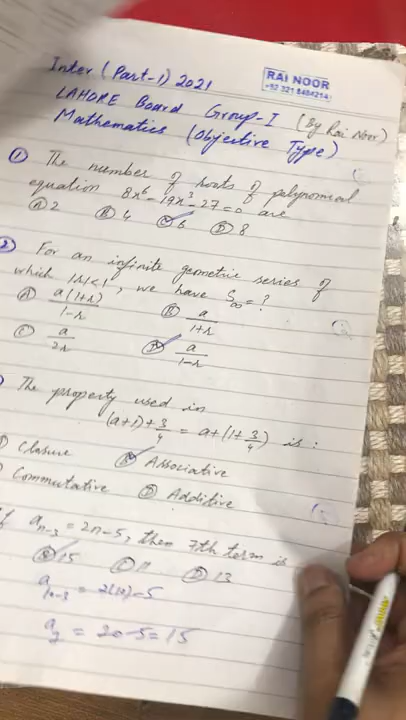 Inter (Part-1) 2021
RAI NOOR
+92 321 8404214
LAHORE Board Group-I (By Rai Noor)
Mathematics (Objective Type)
① The number of roots of polynomial
equation 8x⁶ - 19x³ - 27 = 0 are
Ⓐ 2 Ⓑ 4 Ⓒ 6 Ⓓ 8
② For an infinite geometric series of
which |r| < 1, we have S∞ = ?
Ⓐ a(1+r)/1-r Ⓑ a/1+r
Ⓒ a/2r Ⓓ a/1-r
The property used in
(a+1)+3/4 = a+(1+3/4) is:
Closure Ⓑ Associative
Commutative Ⓓ Additive
If aₙ₋₃ = 2n-5, then 7th term is
Ⓑ 15 Ⓒ 11 Ⓓ 13
aₙ₋₃ = 2(10)-5
a₇ = 20-5 = 15